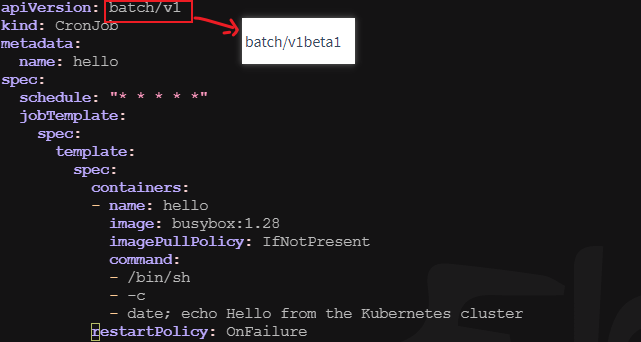 apiVersion: batch/v1
kind: CronJob
batch/v1beta1
metadata:
  name: hello
spec:
  schedule: "* * * * *"
  jobTemplate:
    spec:
      template:
        spec:
          containers:
          - name: hello
            image: busybox:1.28
            imagePullPolicy: IfNotPresent
            command:
            - /bin/sh
            - -c
            - date; echo Hello from the Kubernetes cluster
          restartPolicy: OnFailure